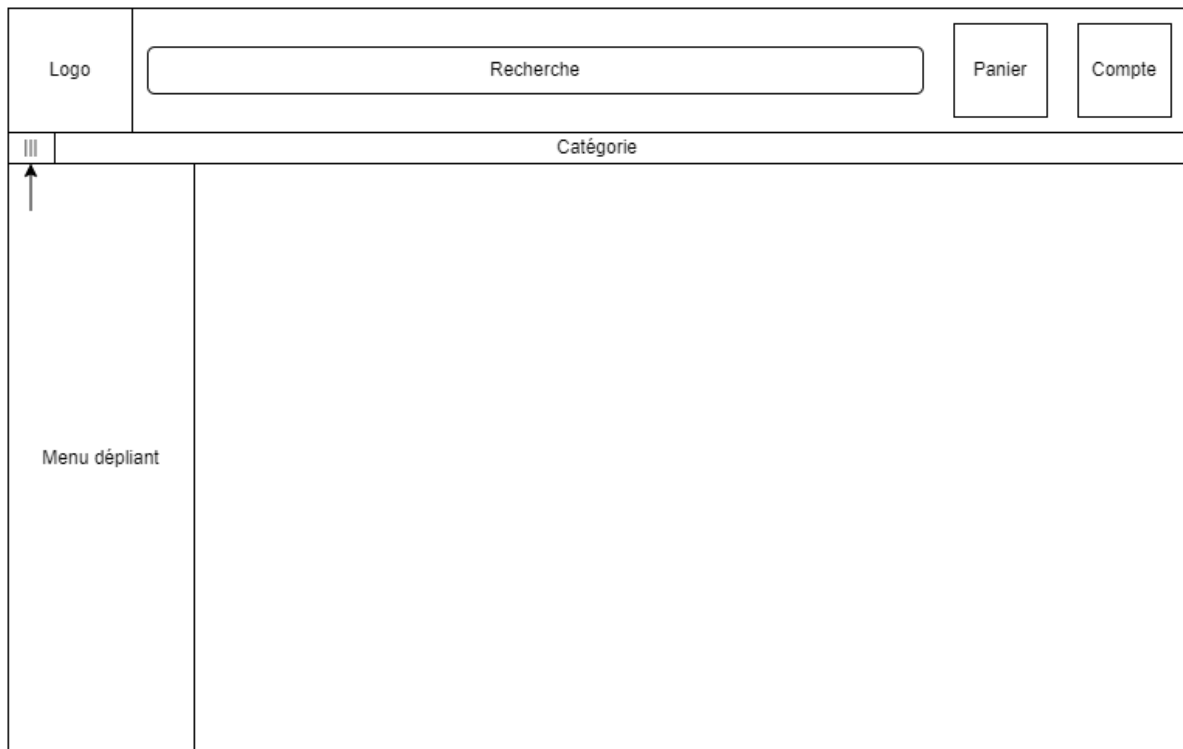 Logo
Recherche
Panier
Compte
|||
Catégorie
Menu dépliant